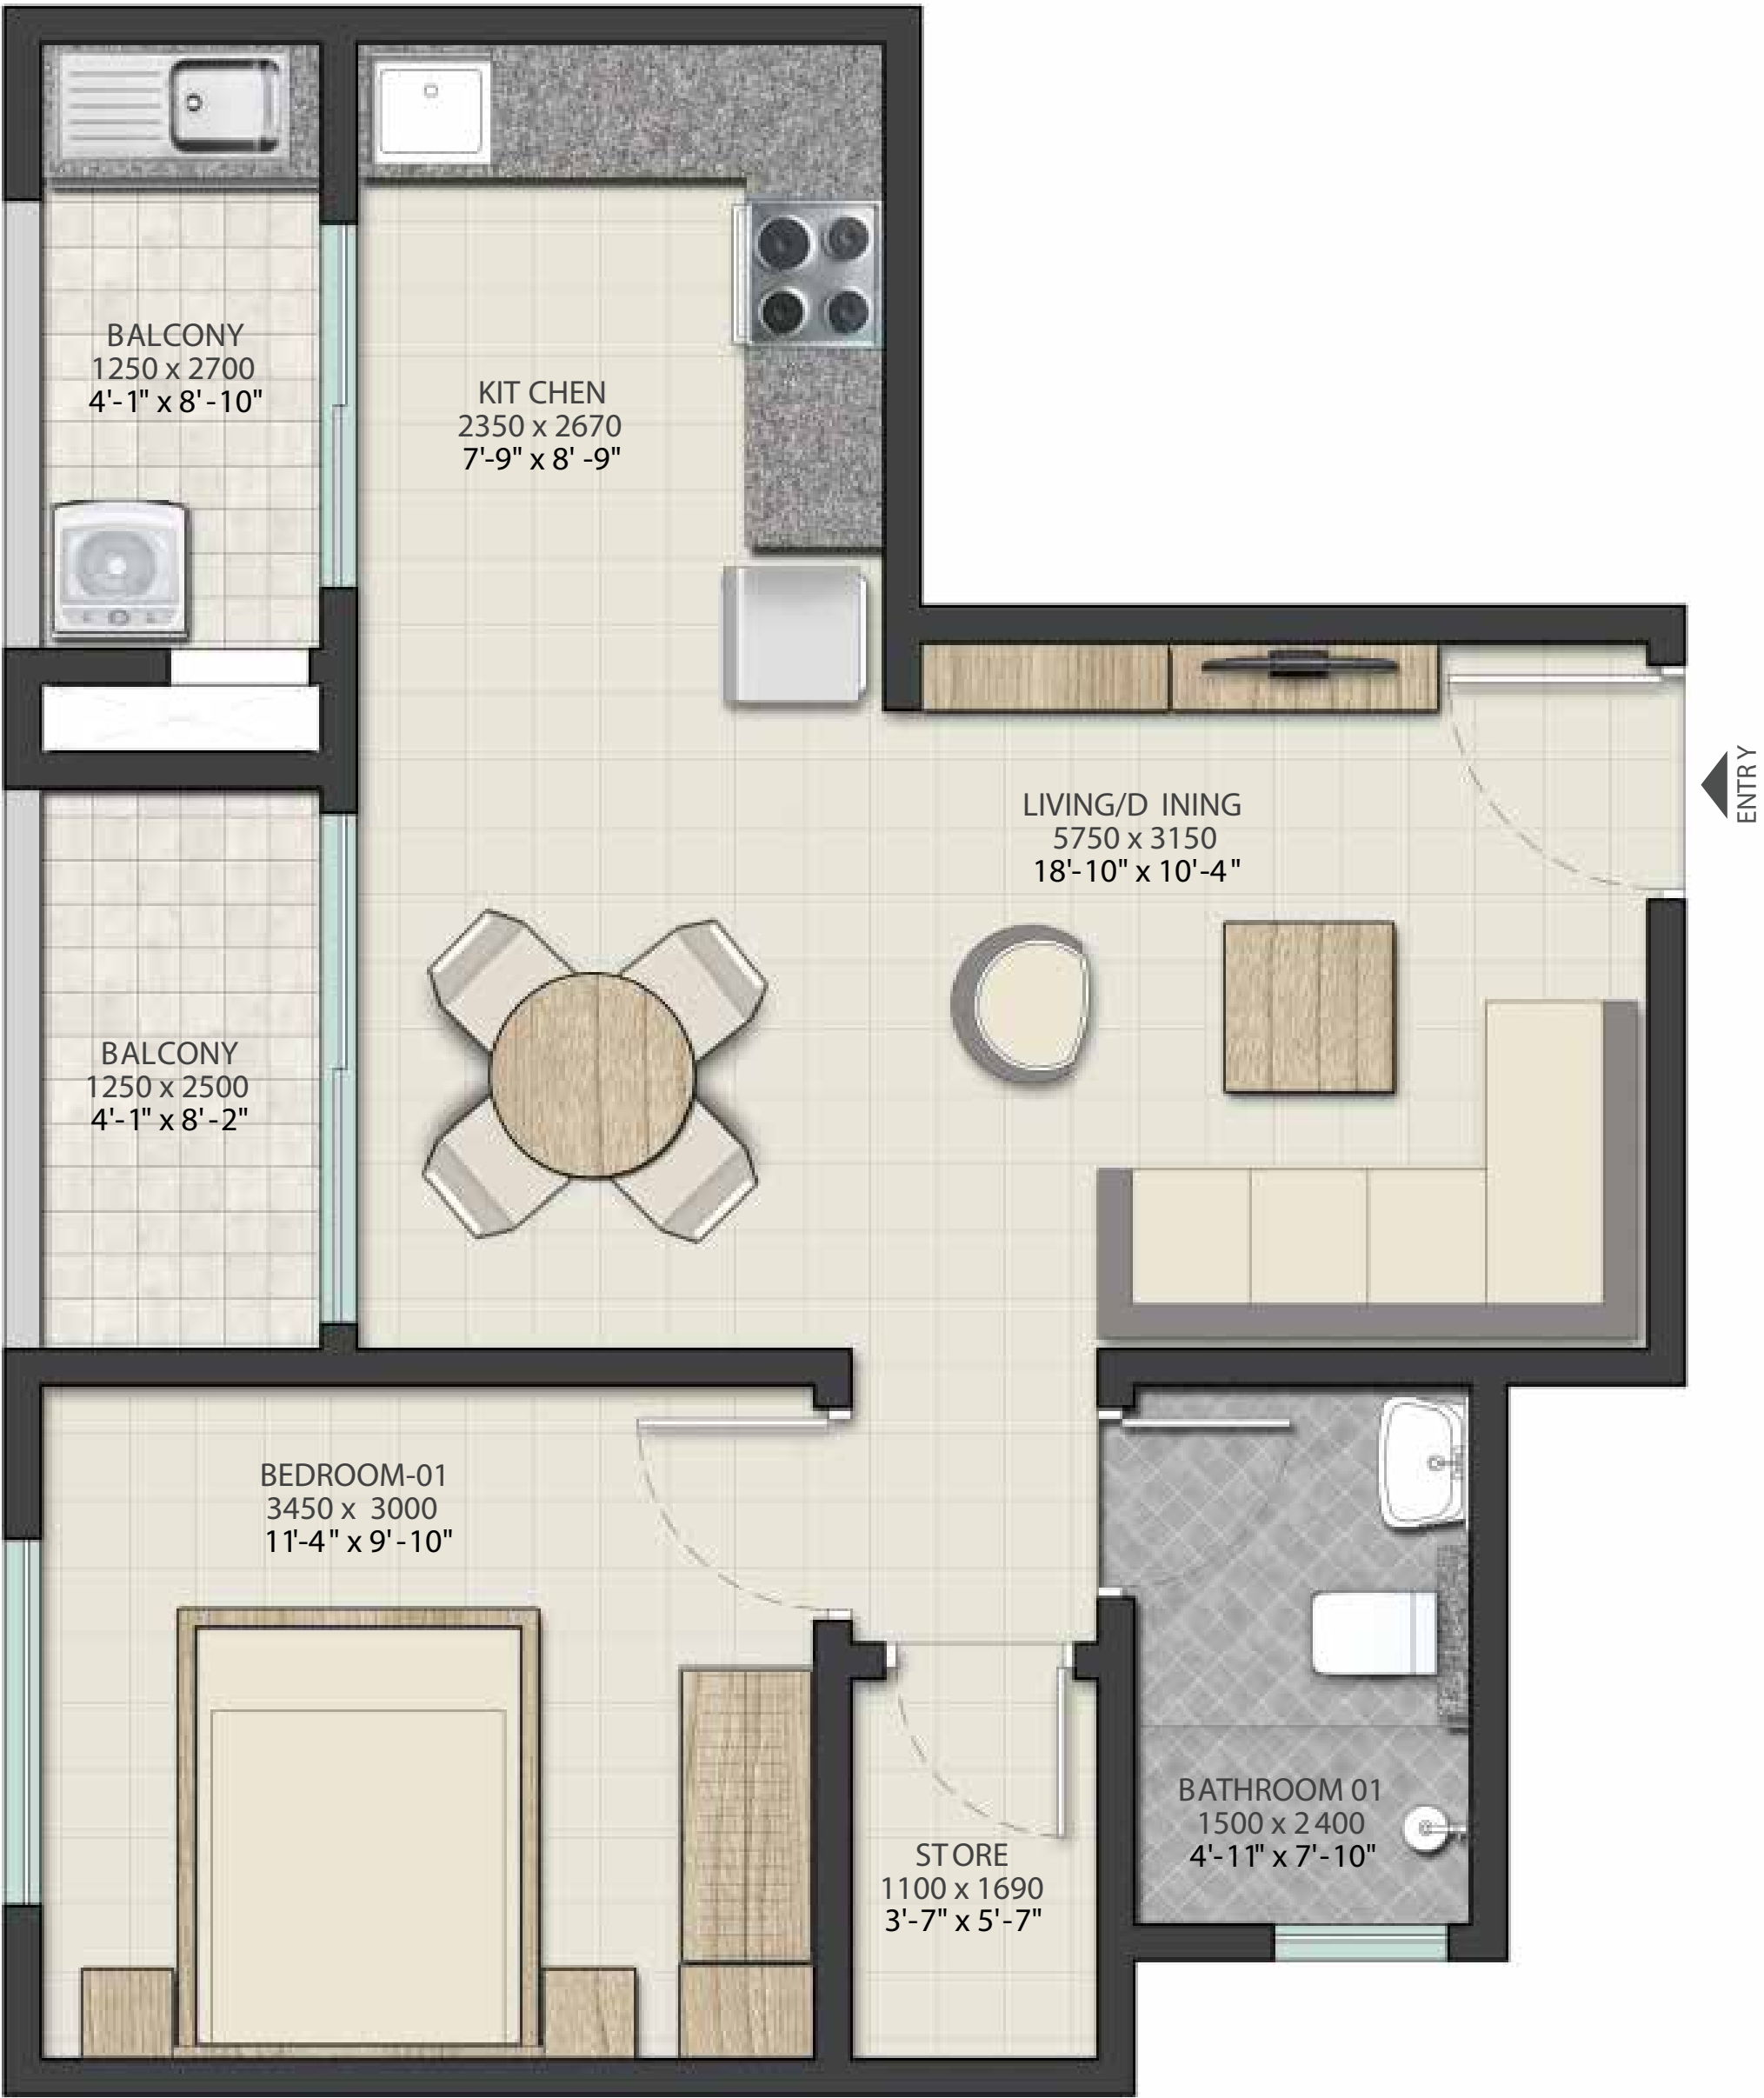 BALCONY
1250 x 2700
4'-1" x 8'-10"
KIT CHEN
2350 x 2670
7'-9" x 8' -9"
LIVING/D INING
5750 x 3150
18'-10" x 10'-4"
ENTRY
BALCONY
1250 x 2500
4'-1" x 8'-2"
BEDROOM-01
3450 x 3000
11'-4" x 9'-10"
BATHROOM 01
1500 x 2400
4'-11" x 7'-10"
STORE
1100 x 1690
3'-7" x 5'-7"